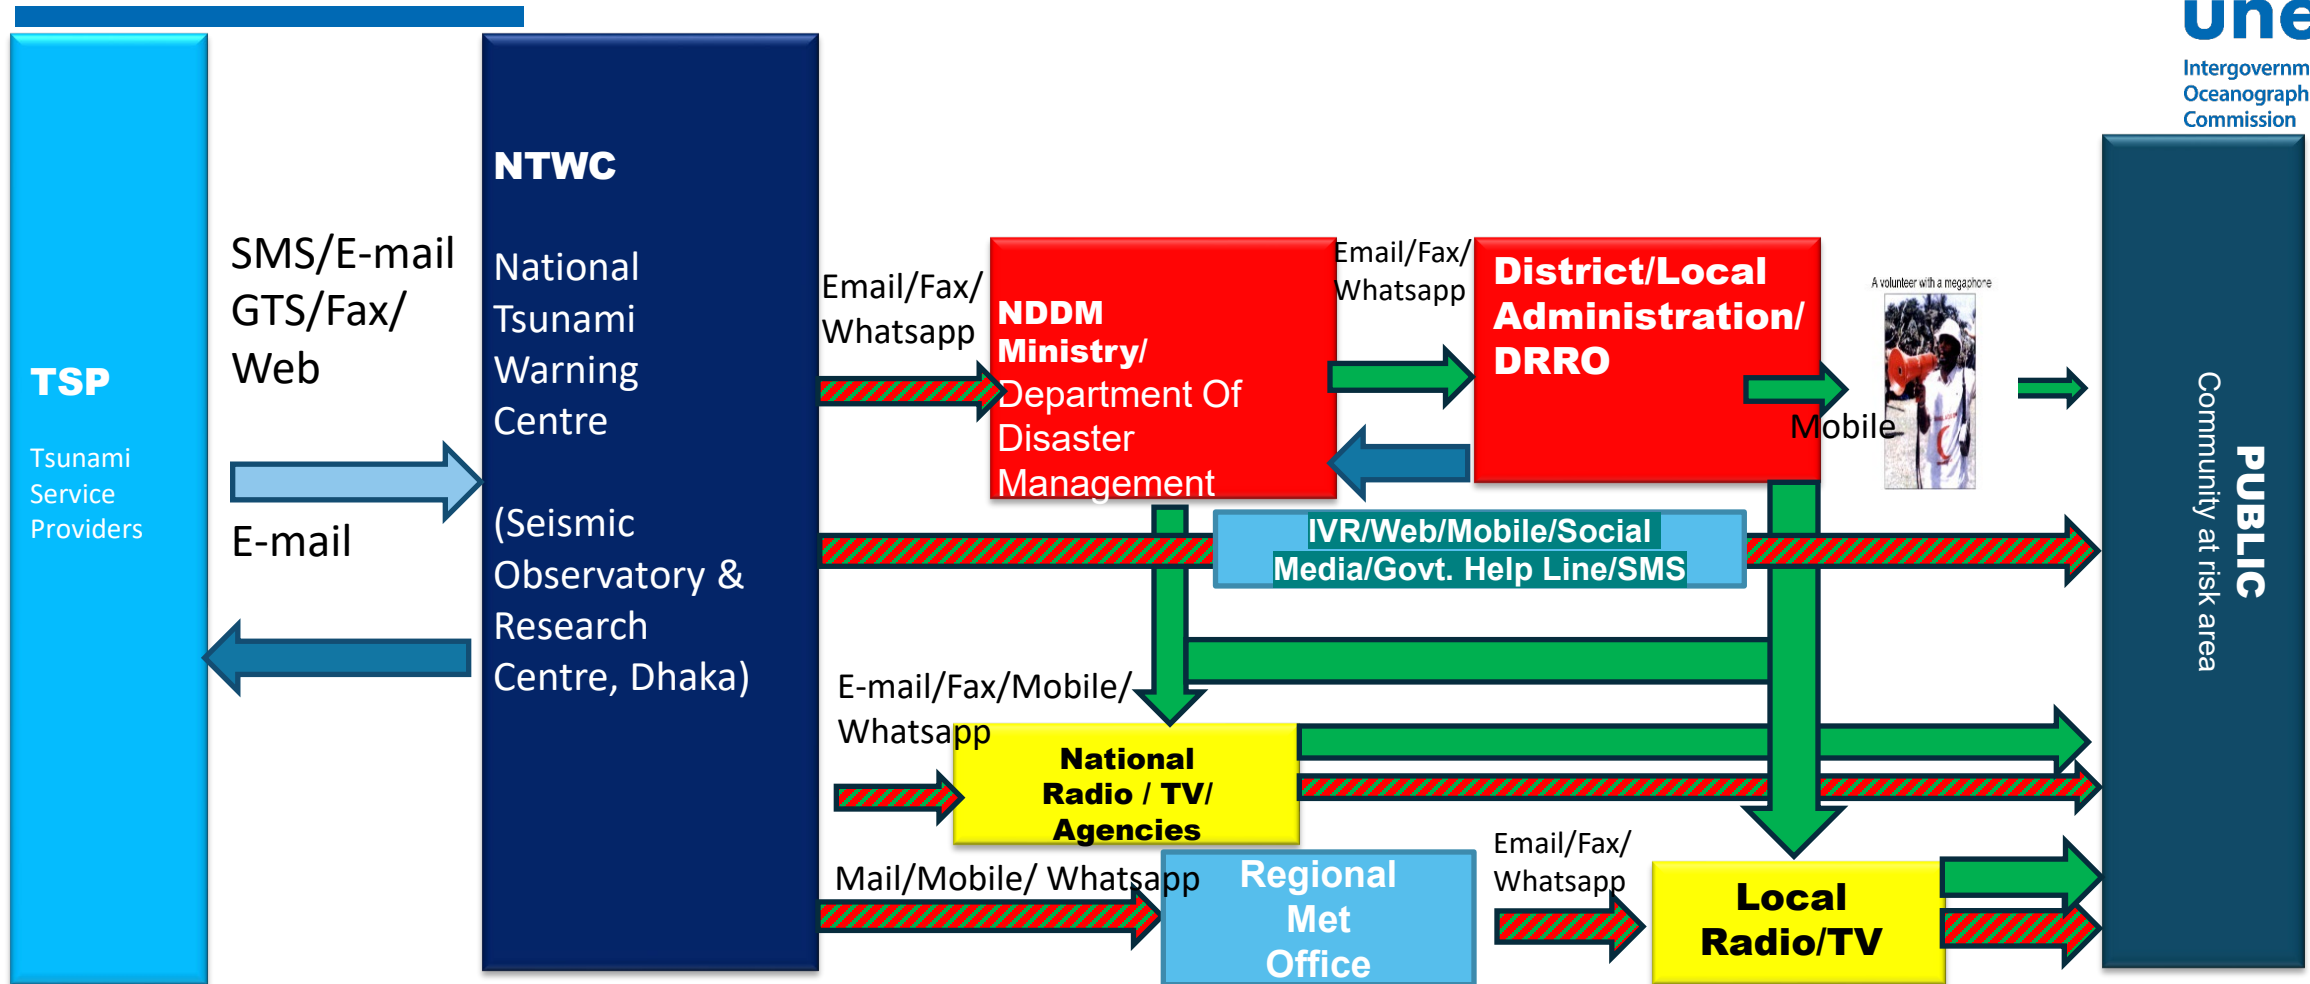 une
Intergovernm
Oceanograph
Commission
TSP
Tsunami
Service
Providers
SMS/E-mail
GTS/Fax/
Web
E-mail
NTWC
National
Tsunami
Warning
Centre
(Seismic
Observatory &
Research
Centre, Dhaka)
Email/Fax/
Whatsapp
NDDM
Ministry/
Department Of
Disaster
Management
Email/Fax/
Whatsapp
District/Local
Administration/
DRRO
A volunteer with a megaphone
Mobile
IVR/Web/Mobile/Social
Media/Govt. Help Line/SMS
E-mail/Fax/Mobile/
Whatsapp
National
Radio / TV/
Agencies
Mail/Mobile/ Whatsapp
Regional
Met
Office
Email/Fax/
Whatsapp
Local
Radio/TV
PUBLIC
Community at risk area